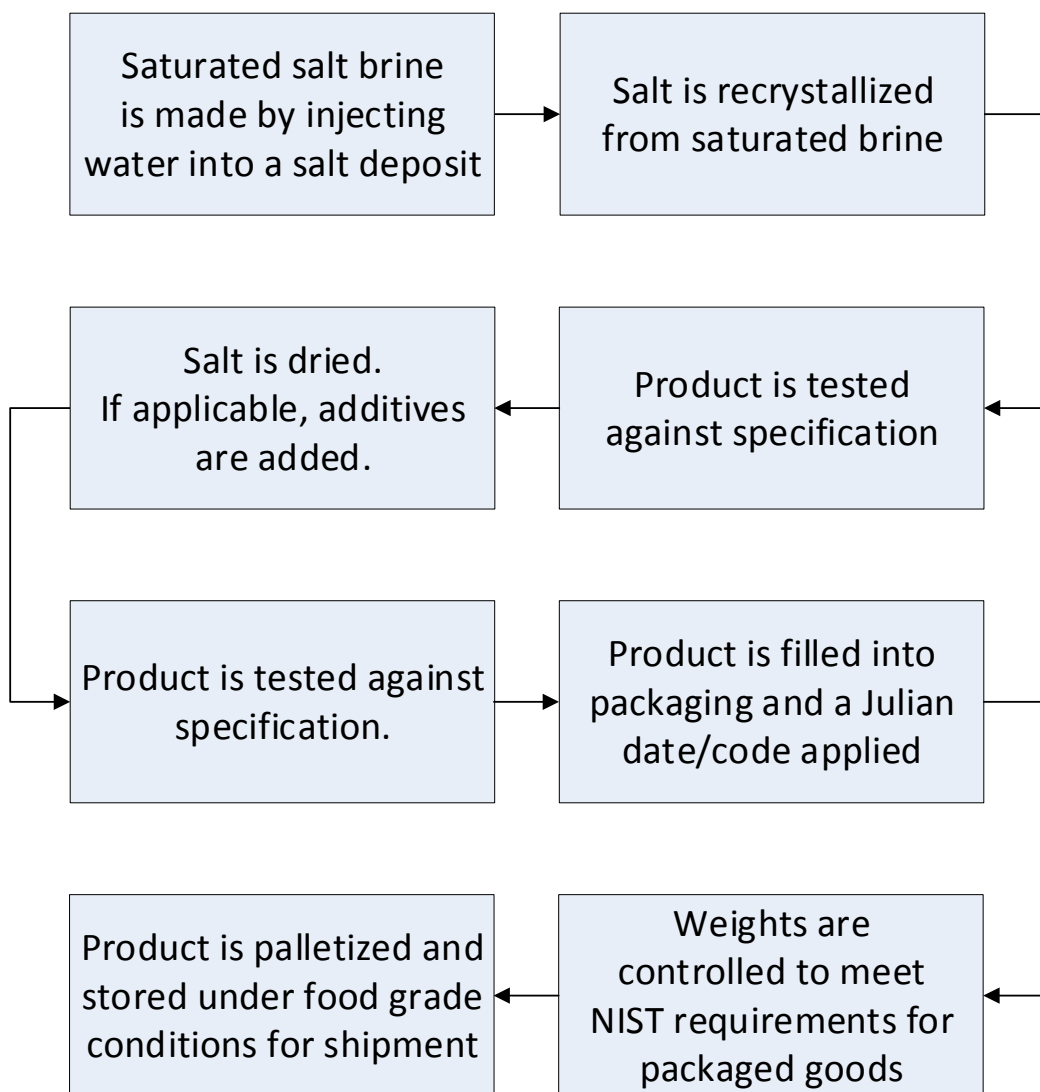 Saturated salt brine
is made by injecting
water into a salt deposit
Salt is recrystallized
from saturated brine
Product is tested
against specification
Salt is dried.
If applicable, additives
are added.
Product is tested against
specification.
Product is filled into
packaging and a Julian
date/code applied
Weights are
controlled to meet
NIST requirements for
packaged goods
Product is palletized and
stored under food grade
conditions for shipment